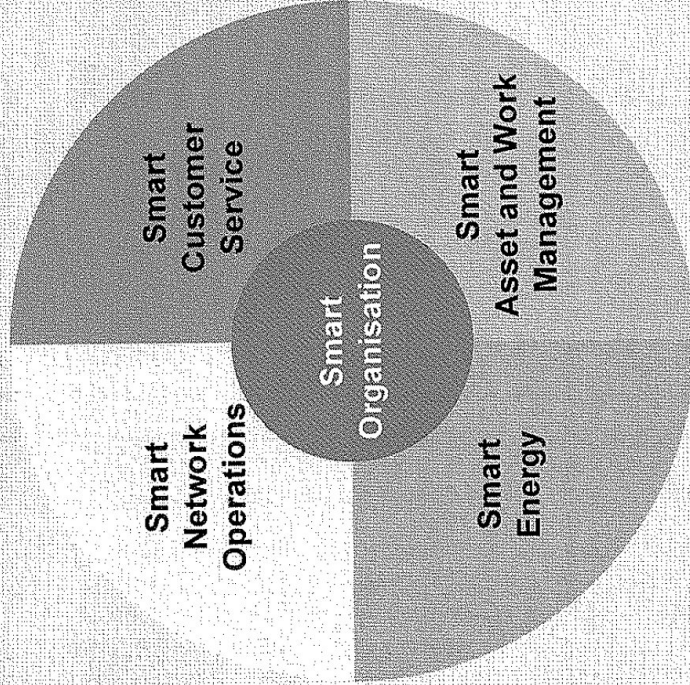 Smart
Network
Operations
Smart
Customer
Service
Smart
Organisation
Smart
Energy
Smart
Asset and Work
Management